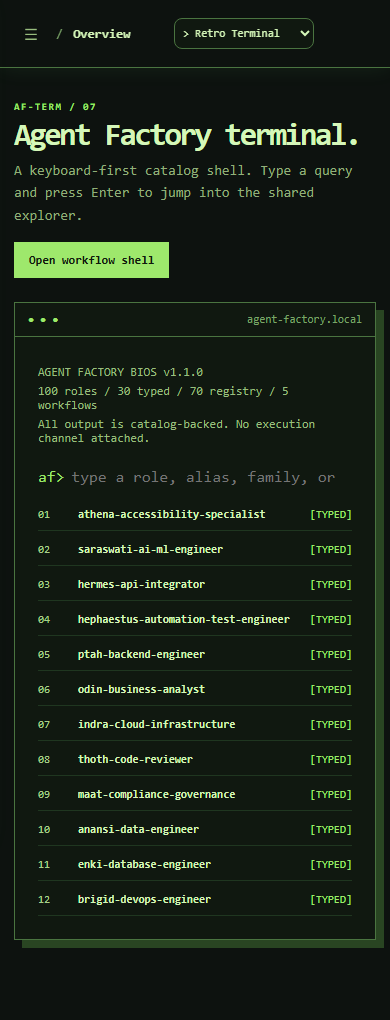 ☰ / Overview > Retro Terminal
AF-TERM / 07
Agent Factory terminal.
A keyboard-first catalog shell. Type a query
and press Enter to jump into the shared
explorer.
Open workflow shell
agent-factory.local
AGENT FACTORY BIOS v1.1.0
100 roles / 30 typed / 70 registry / 5
workflows
All output is catalog-backed. No execution
channel attached.
af> type a role, alias, family, or
01 athena-accessibility-specialist [TYPED]
02 saraswati-ai-ml-engineer [TYPED]
03 hermes-api-integrator [TYPED]
04 hephaestus-automation-test-engineer [TYPED]
05 ptah-backend-engineer [TYPED]
06 odin-business-analyst [TYPED]
07 indra-cloud-infrastructure [TYPED]
08 thoth-code-reviewer [TYPED]
09 maat-compliance-governance [TYPED]
10 anansi-data-engineer [TYPED]
11 enki-database-engineer [TYPED]
12 brigid-devops-engineer [TYPED]